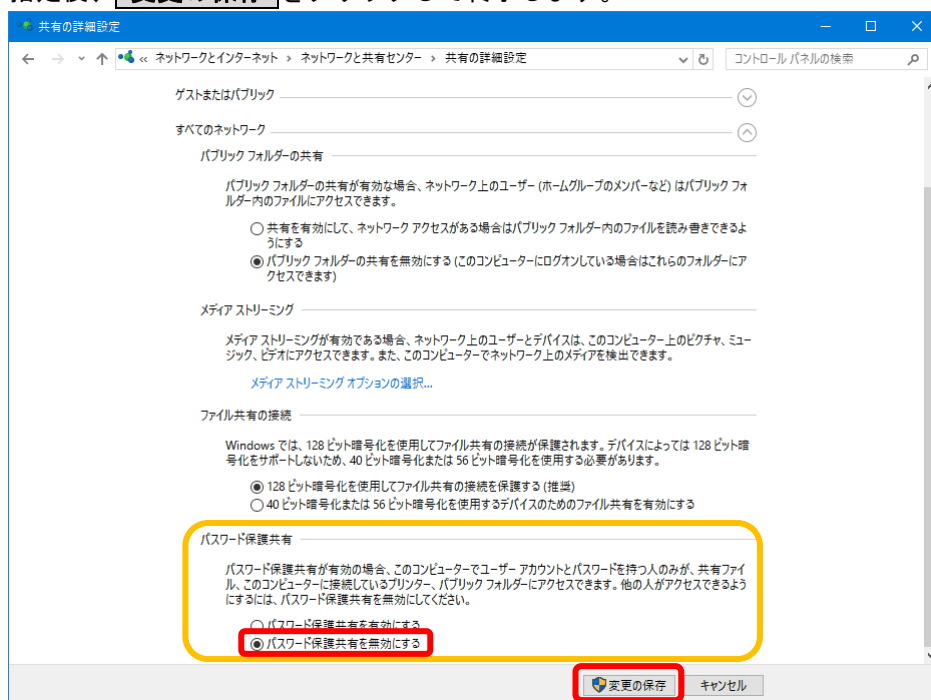 変更の保存 をクリックして終了します。
共有の詳細設定
« ネットワークとインターネット › ネットワークと共有センター › 共有の詳細設定
コントロール パネルの検索
ゲストまたはパブリック
すべてのネットワーク
パブリック フォルダーの共有
パブリック フォルダーの共有が有効な場合、ネットワーク上のユーザー (ホームグループのメンバーなど) はパブリック フォ
ルダー内のファイルにアクセスできます。
共有を有効にして、ネットワーク アクセスがある場合はパブリック フォルダー内のファイルを読み書きできるよ
うにする
パブリック フォルダーの共有を無効にする (このコンピューターにログオンしている場合はこれらのフォルダーにア
クセスできます)
メディア ストリーミング
メディア ストリーミングが有効である場合、ネットワーク上のユーザーとデバイスは、このコンピューター上のピクチャ、ミュー
ジック、ビデオにアクセスできます。また、このコンピューターでネットワーク上のメディアを検出できます。
メディア ストリーミング オプションの選択...
ファイル共有の接続
Windows では、128 ビット暗号化を使用してファイル共有の接続が保護されます。デバイスによっては 128 ビット暗
号化をサポートしないため、40 ビット暗号化または 56 ビット暗号化を使用する必要があります。
128 ビット暗号化を使用してファイル共有の接続を保護する (推奨)
40 ビット暗号化または 56 ビット暗号化を使用するデバイスのためのファイル共有を有効にする
パスワード保護共有
パスワード保護共有が有効の場合、このコンピューターでユーザー アカウントとパスワードを持つ人のみが、共有ファイ
ル、このコンピューターに接続しているプリンター、パブリック フォルダーにアクセスできます。他の人がアクセスできるよう
にするには、パスワード保護共有を無効にしてください。
パスワード保護共有を有効にする
パスワード保護共有を無効にする
変更の保存
キャンセル